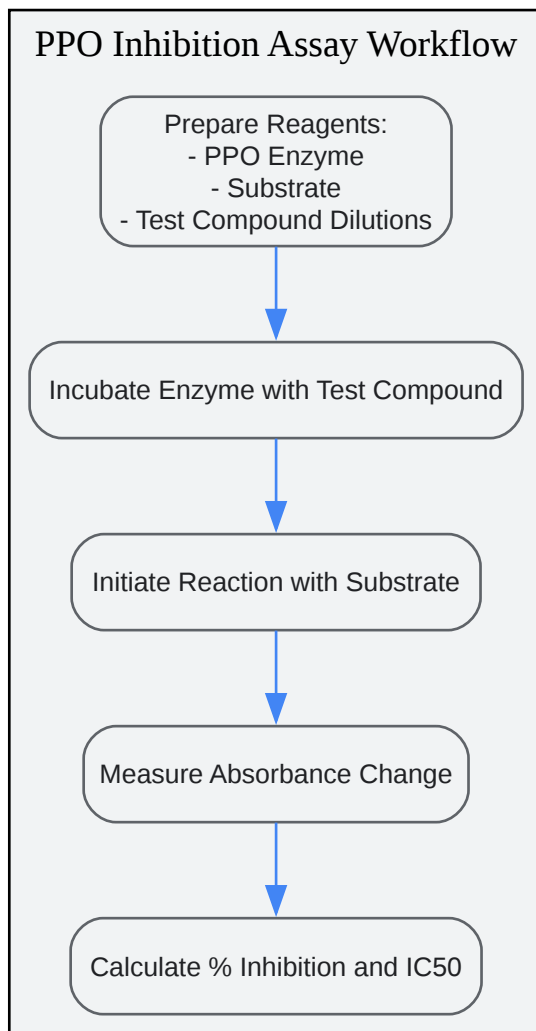 PPO Inhibition Assay Workflow
Prepare Reagents:
- PPO Enzyme
- Substrate
- Test Compound Dilutions
Incubate Enzyme with Test Compound
Initiate Reaction with Substrate
Measure Absorbance Change
Calculate % Inhibition and IC50